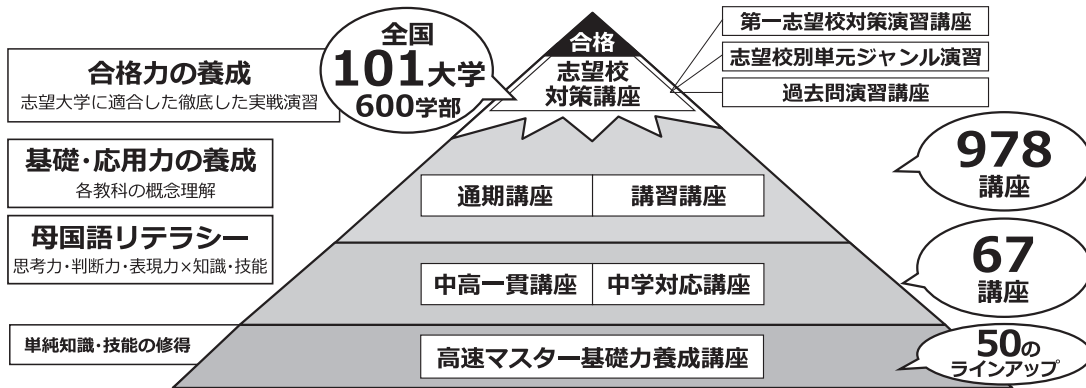 合格力の養成
志望大学に適合した徹底した実戦演習
全国
101大学
600学部
合格
志望校
対策講座
第一志望校対策演習講座
志望校別単元ジャンル演習
過去問演習講座
基礎・応用力の養成
各教科の概念理解
通期講座
講習講座
978
講座
母国語リテラシー
思考力・判断力・表現力×知識・技能
中高一貫講座
中学対応講座
67
講座
単純知識・技能の修得
高速マスター基礎力養成講座
50の
ラインアップ